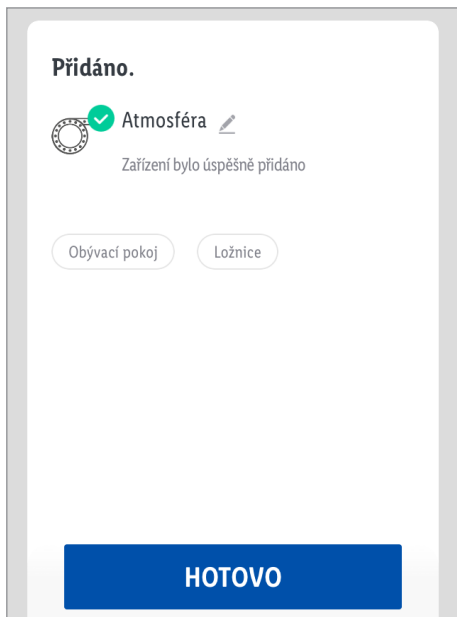 Přidáno.
Atmosféra
Zařízení bylo úspěšně přidáno
Obývací pokoj
Ložnice
HOTOVO